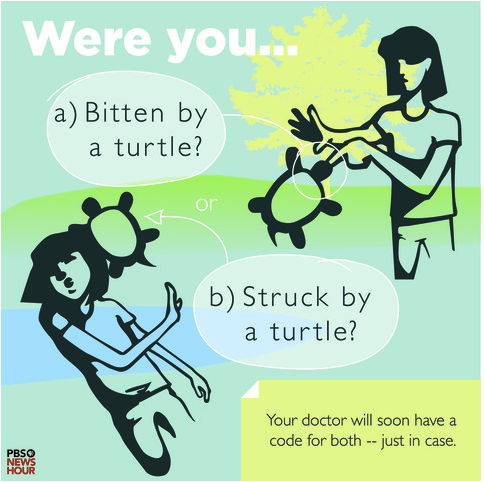 Were you...
a) Bitten by
a turtle?
or
b) Struck by
a turtle?
Your doctor will soon have a
code for both -- just in case.
PBS
NEWS
HOUR